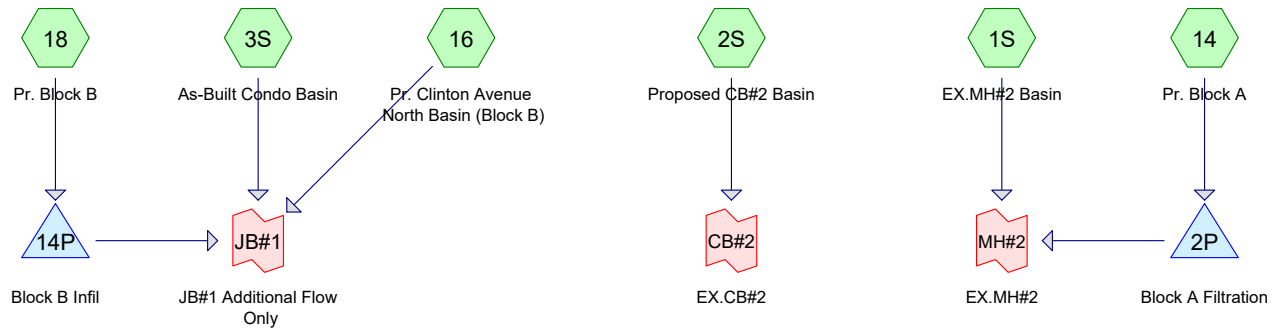 18
3S
16
2S
1S
14
Pr. Block B
As-Built Condo Basin
Pr. Clinton Avenue
North Basin (Block B)
Proposed CB#2 Basin
EX.MH#2 Basin
Pr. Block A
14P
JB#1
CB#2
MH#2
2P
Block B Infil
JB#1 Additional Flow
Only
EX.CB#2
EX.MH#2
Block A Filtration